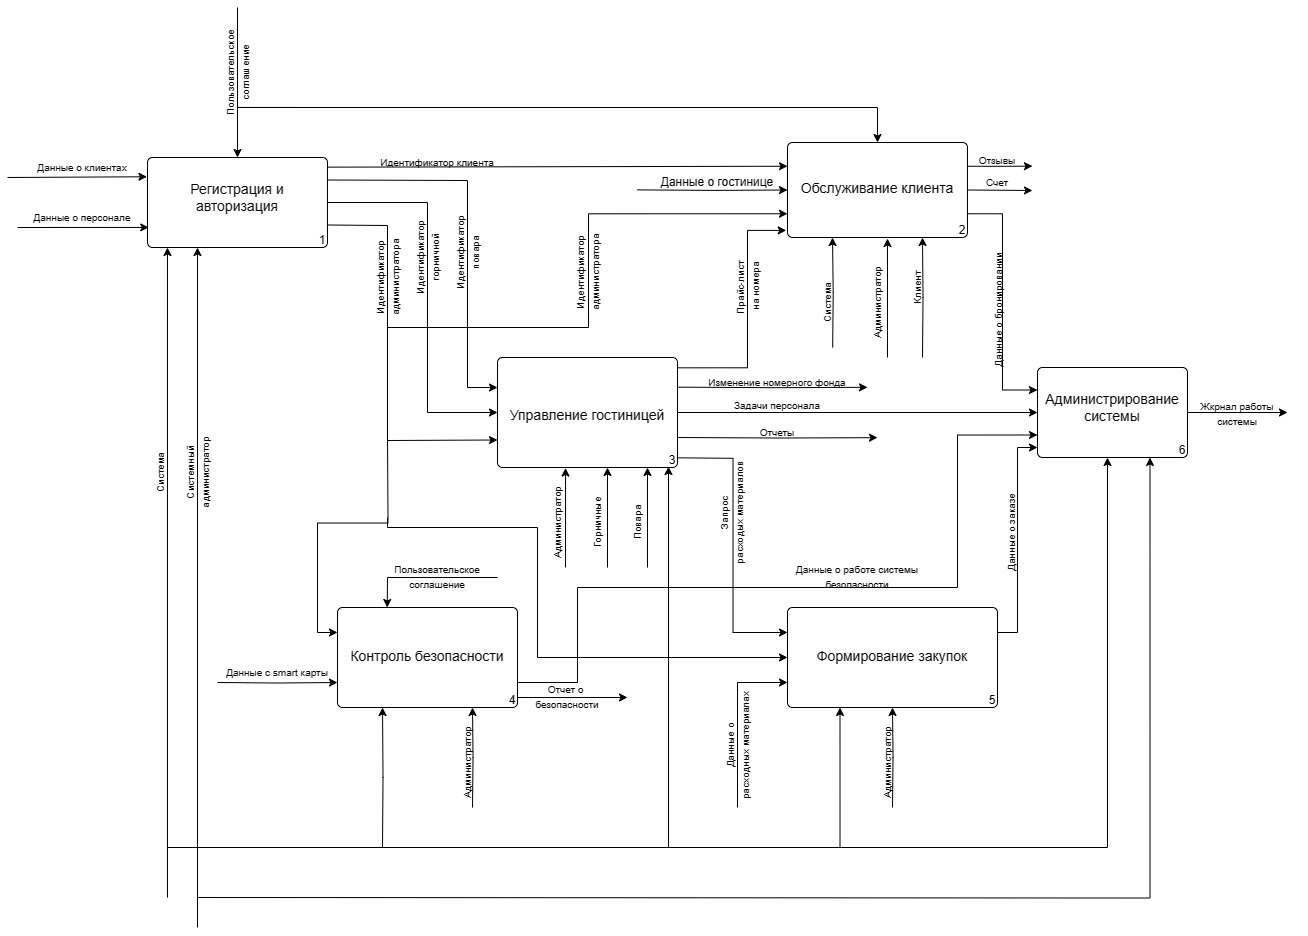 Пользовательское
соглашение
Данные о клиентах
Данные о персонале
Регистрация и
авторизация
1
Идентификатор клиента
Данные о гостинице
Обслуживание клиента
2
Отзывы
Счет
Идентификатор
администратора
Идентификатор
горничной
Идентификатор
повара
Идентификатор
администратора
Прайс-лист
на номера
Система
Администратор
Клиент
Данные о бронировании
Управление гостиницей
3
Изменение номерного фонда
Задачи персонала
Отчеты
Администрирование
системы
6
Жкрнал работы
системы
Система
Системный
администратор
Администратор
Горничные
Повара
Запрос
расходых материалов
Данные о заказе
Пользовательское
соглашение
Данные о работе системы
безопасности
Контроль безопасности
4
Данные с smart карты
Отчет о
безопасности
Формирование закупок
5
Администратор
Данные о
расходных материалах
Администратор